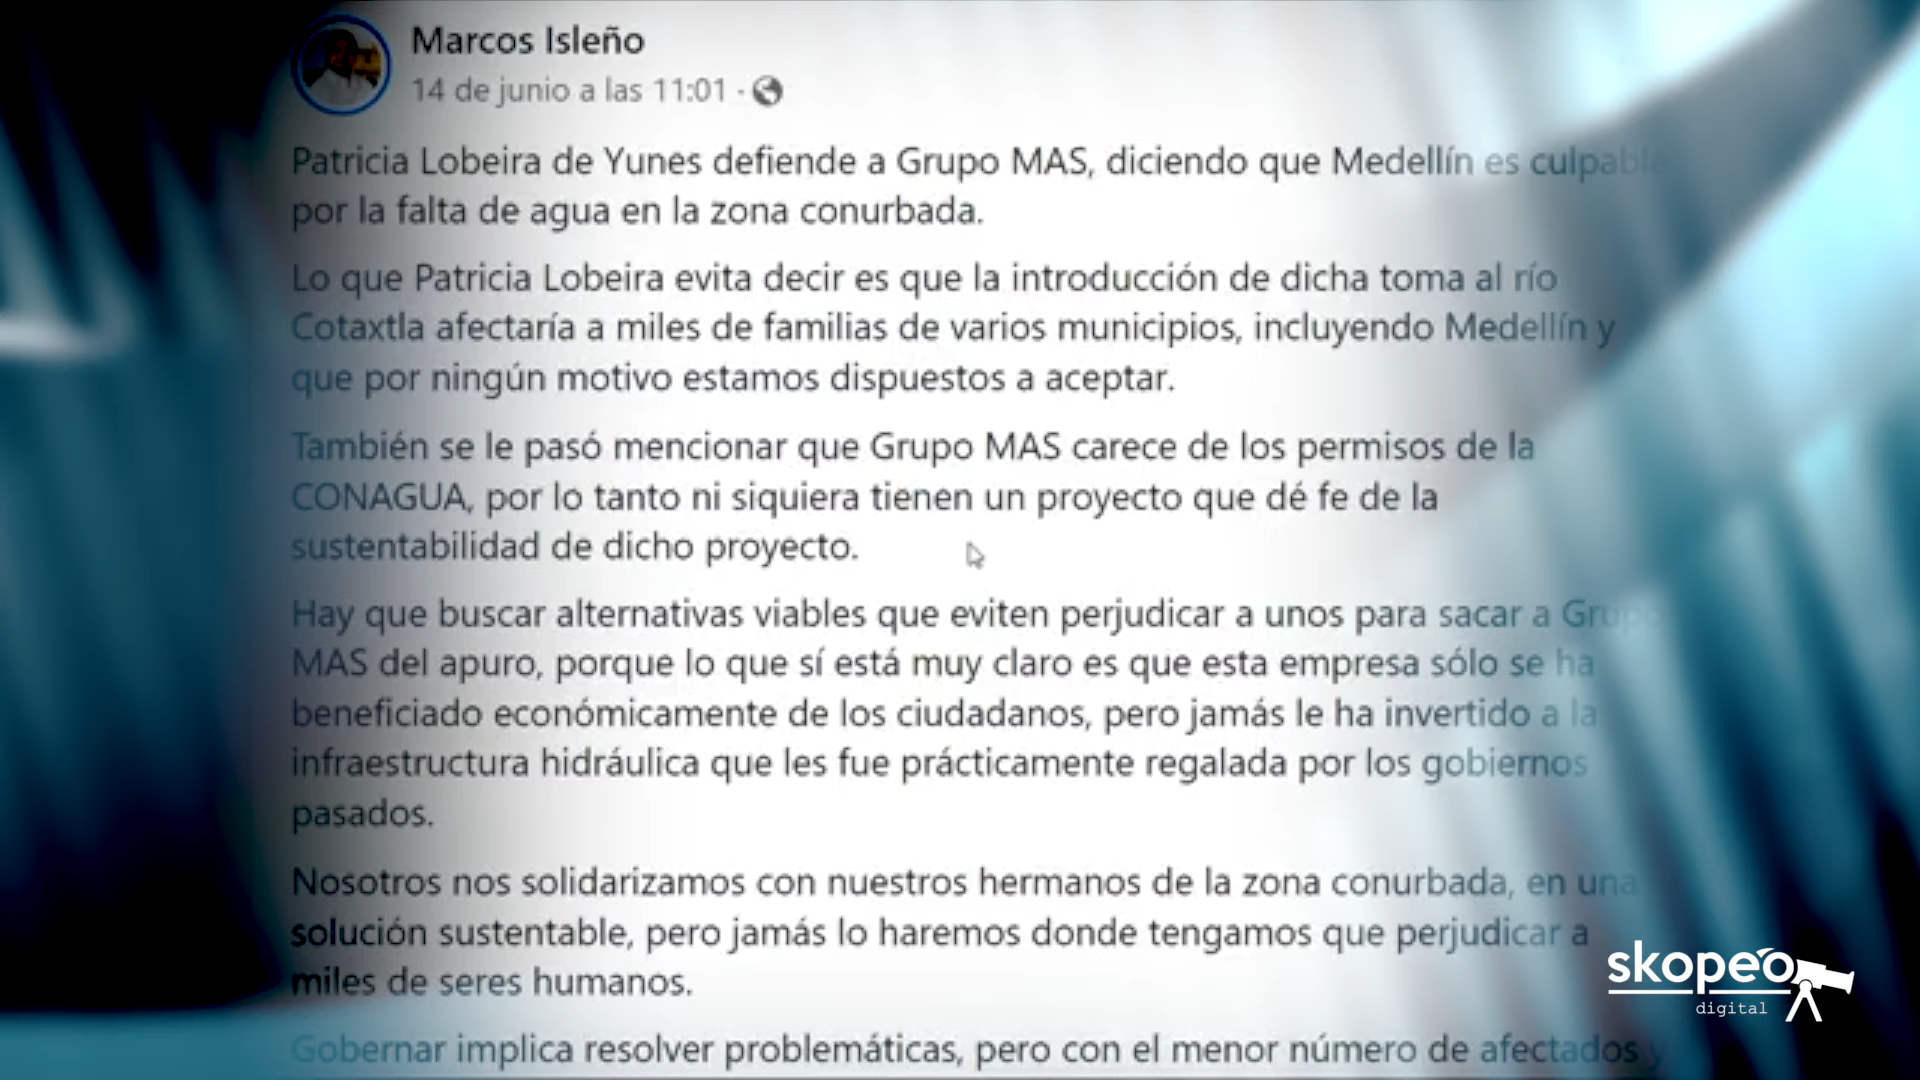 Marcos Isleño
14 de junio a las 11:01 ·
Patricia Lobeira de Yunes defiende a Grupo MAS, diciendo que Medellín es culpable
por la falta de agua en la zona conurbada.
Lo que Patricia Lobeira evita decir es que la introducción de dicha toma al río
Cotaxtla afectaría a miles de familias de varios municipios, incluyendo Medellín y
que por ningún motivo estamos dispuestos a aceptar.
También se le pasó mencionar que Grupo MAS carece de los permisos de la
CONAGUA, por lo tanto ni siquiera tienen un proyecto que dé fe de la
sustentabilidad de dicho proyecto.
Hay que buscar alternativas viables que eviten perjudicar a unos para sacar a Grupo
MAS del apuro, porque lo que sí está muy claro es que esta empresa sólo se ha
beneficiado económicamente de los ciudadanos, pero jamás le ha invertido a la
infraestructura hidráulica que les fue prácticamente regalada por los gobiernos
pasados.
Nosotros nos solidarizamos con nuestros hermanos de la zona conurbada, en una
solución sustentable, pero jamás lo haremos donde tengamos que perjudicar a
miles de seres humanos.
Gobernar implica resolver problemáticas, pero con el menor número de afectados y
skopeo
digital